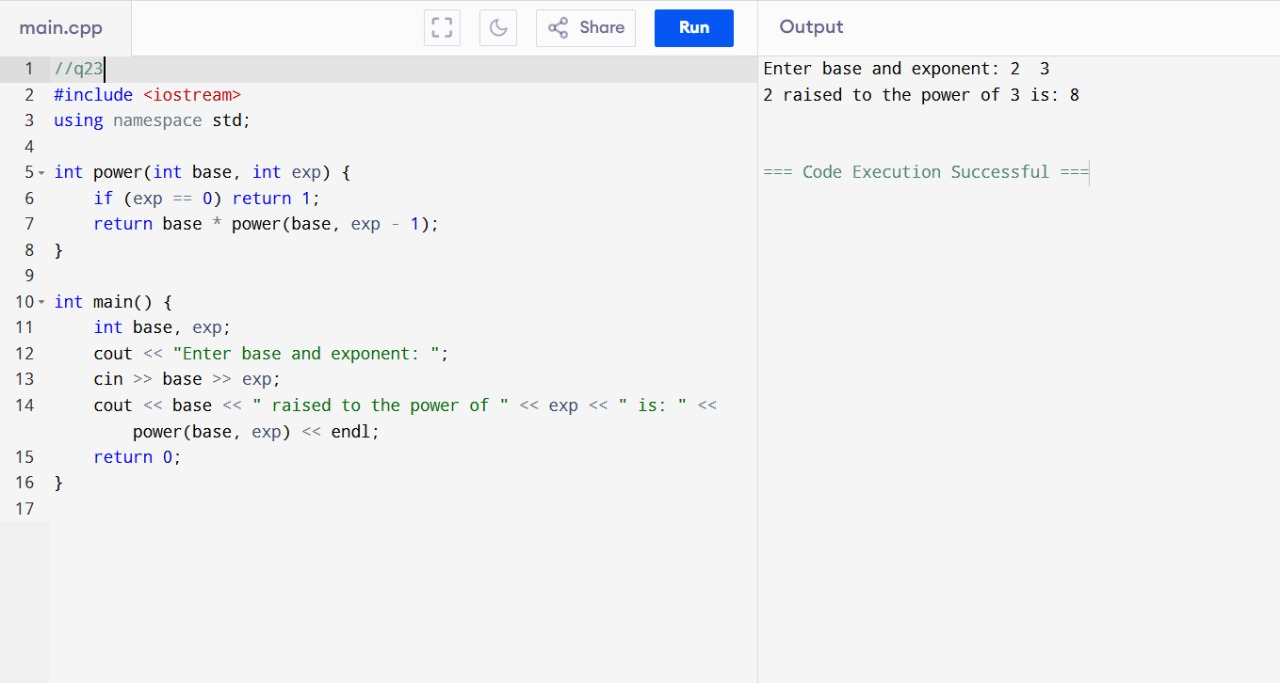 main.cpp
Share
Run
Output
1 //q23
2 #include <iostream>
3 using namespace std;
4
5 int power(int base, int exp) {
6     if (exp == 0) return 1;
7     return base * power(base, exp - 1);
8 }
9
10 int main() {
11     int base, exp;
12     cout << "Enter base and exponent: ";
13     cin >> base >> exp;
14     cout << base << " raised to the power of " << exp << " is: " <<
        power(base, exp) << endl;
15     return 0;
16 }
17
Enter base and exponent: 2  3
2 raised to the power of 3 is: 8
=== Code Execution Successful ===